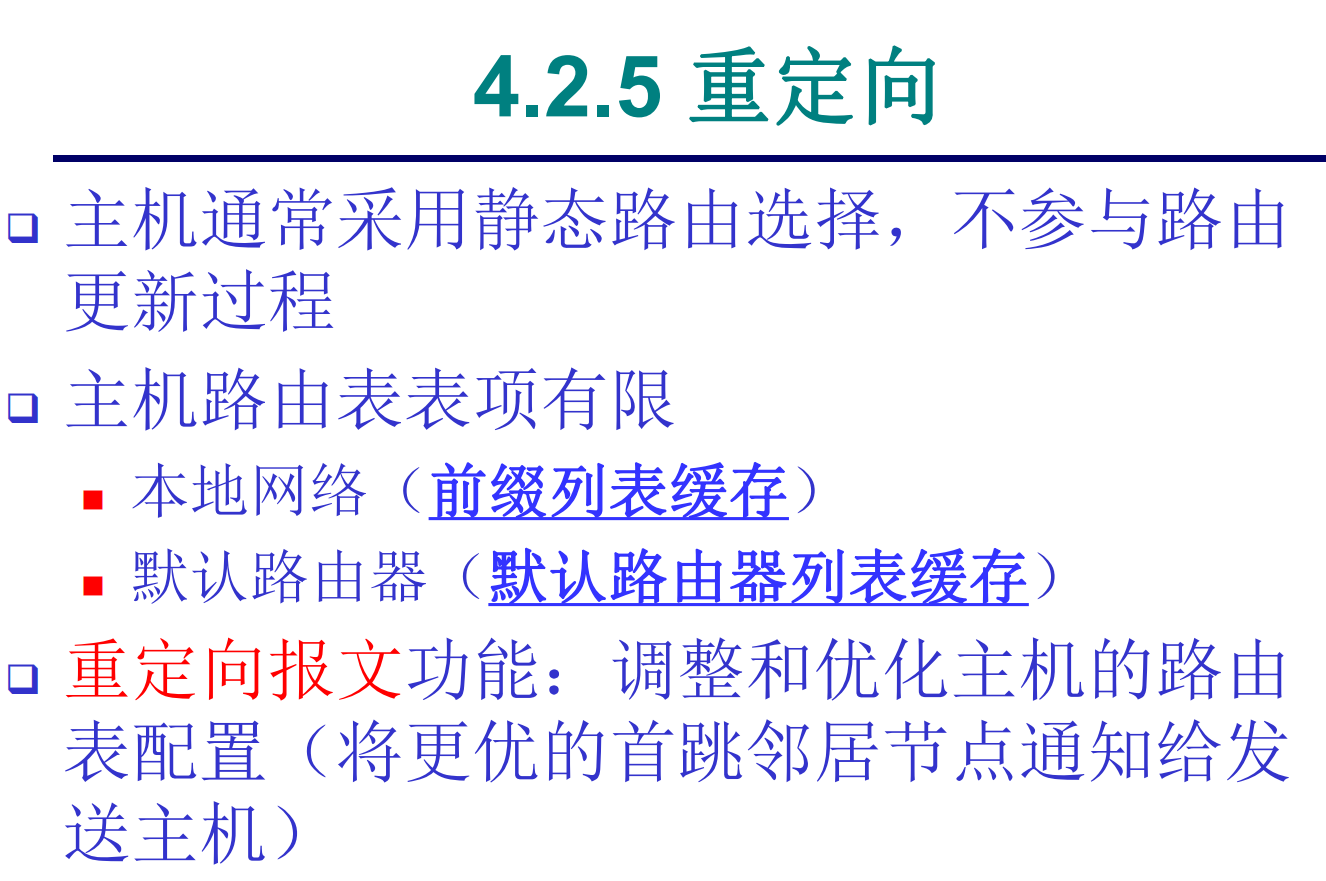 4.2.5 重定向
主机通常采用静态路由选择，不参与路由
更新过程
主机路由表表项有限
本地网络（前缀列表缓存）
默认路由器（默认路由器列表缓存）
重定向报文功能：调整和优化主机的路由
表配置（将更优的首跳邻居节点通知给发
送主机）